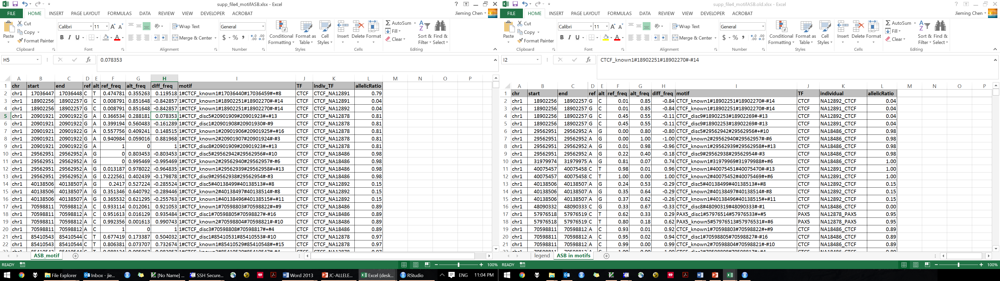 supp_file4_motifASB.xlsx - Excel
FILE HOME INSERT PAGE LAYOUT FORMULAS DATA REVIEW VIEW DEVELOPER ACROBAT Jieming Chen
Paste Cut Copy Format Painter Calibri 11 Wrap Text Merge & Center General Conditional Formatting Format as Table Cell Styles Insert Delete Format AutoSum Fill Clear Sort & Filter Find & Select
Clipboard Font Alignment Number Styles Cells Editing
H5 fx 0.078353
A B C D E F G H I J K L M N O P
1 chr start end ref alt ref_freq alt_freq diff_freq motif TF indiv_TF allelicRatio
2 chr1 17036447 17036448 C T 0.474781 0.355263 0.119518 1#CTCF_known1#17036440#17036459#+#8 CTCF CTCF_NA12891 0.79
3 chr1 18902256 18902257 G C 0.008791 0.851648 -0.842857 1#CTCF_known1#18902251#18902270#-#14 CTCF CTCF_NA12891 0.04
4 chr1 18902256 18902257 G C 0.008791 0.851648 -0.842857 1#CTCF_known1#18902251#18902270#-#14 CTCF CTCF_NA12892 0.04
5 chr1 20901921 20901922 G A 0.366534 0.288181 0.078353 1#CTCF_disc5#20901909#20901923#+#13 CTCF CTCF_NA12878 0.81
6 chr1 20901921 20901922 G A 0.399194 0.560483 -0.161289 1#CTCF_disc1#20901908#20901930#-#9 CTCF CTCF_NA12878 0.81
7 chr1 20901921 20901922 G A 0.557756 0.409241 0.148515 1#CTCF_known1#20901906#20901925#+#16 CTCF CTCF_NA12878 0.81
8 chr1 20901921 20901922 G A 0.940984 0.059016 0.881968 1#CTCF_known2#20901907#20901924#-#3 CTCF CTCF_NA12878 0.81
9 chr1 20901921 20901922 G A 1 0 1 1#CTCF_disc8#20901909#20901923#+#13 CTCF CTCF_NA12878 0.81
10 chr1 29562951 29562952 A G 0 0.803453 -0.803453 1#CTCF_disc5#29562942#29562956#+#10 CTCF CTCF_NA18486 0.98
11 chr1 29562951 29562952 A G 0 0.995469 -0.995469 1#CTCF_known2#29562940#29562957#-#6 CTCF CTCF_NA18486 0.98
12 chr1 29562951 29562952 A G 0.013187 0.978022 -0.964835 1#CTCF_known1#29562939#29562958#+#13 CTCF CTCF_NA18486 0.98
13 chr1 29562951 29562952 A G 0.222561 0.402439 -0.179878 1#CTCF_disc9#29562938#29562954#-#3 CTCF CTCF_NA18486 0.98
14 chr1 40138506 40138507 A G 0.2417 0.527224 -0.285524 1#CTCF_disc5#40138499#40138513#+#8 CTCF CTCF_NA12892 0.15
15 chr1 40138506 40138507 A G 0.351346 0.640792 -0.289446 1#CTCF_known2#40138497#40138514#-#8 CTCF CTCF_NA12892 0.15
16 chr1 40138506 40138507 A G 0.365532 0.621295 -0.255763 1#CTCF_known1#40138496#40138515#+#11 CTCF CTCF_NA12892 0.15
17 chr1 70598811 70598812 A C 0.933114 0.012061 0.921053 1#CTCF_known1#70598803#70598822#+#9 CTCF CTCF_NA18486 0.89
18 chr1 70598811 70598812 A C 0.951613 0.016129 0.935484 1#CTCF_disc1#70598805#70598827#-#16 CTCF CTCF_NA18486 0.89
19 chr1 70598811 70598812 A C 0.992356 0.001613 0.990743 1#CTCF_known2#70598804#70598821#-#10 CTCF CTCF_NA18486 0.89
20 chr1 70598811 70598812 A C 1 0 1 1#CTCF_disc3#70598808#70598817#+#4 CTCF CTCF_NA18486 0.89
21 chr1 85410543 85410544 C T 0.677419 0.173387 0.504032 1#CTCF_disc1#85410531#85410553#-#10 CTCF CTCF_NA12878 0.97
22 chr1 85410543 85410544 C T 0.806381 0.073707 0.732674 1#CTCF_known1#85410529#85410548#+#15 CTCF CTCF_NA12878 0.97
ASB_motif
READY 100%
File Explorer Inbox - jie... [No Name] ... SSH Secure... Word 2013 JC-ALLELE... Excel (desk... RStudio ENG 11:04 PM
supp_file4_motifASB.old.xlsx - Excel
FILE HOME INSERT PAGE LAYOUT FORMULAS DATA REVIEW VIEW DEVELOPER ACROBAT Jieming Chen
Paste Cut Copy Format Painter Calibri 11 Wrap Text Merge & Center General Conditional Formatting Format as Table Cell Styles Insert Delete Format AutoSum Fill Clear Sort & Filter Find & Select
Clipboard Font Alignment Number Styles Cells Editing
I2 fx CTCF_known1#18902251#18902270#-#14
A B C D E F G H I J K L M N O P
1 chr start end ref alt ref_freq alt_freq diff_freq motif TF individual allelicRatio
2 chr1 18902256 18902257 G C 0.01 0.85 -0.84 CTCF_known1#18902251#18902270#-#14 CTCF NA12892_CTCF 0.04
3 chr1 18902256 18902257 G C 0.01 0.85 -0.84 CTCF_known1#18902251#18902270#-#14 CTCF NA12891_CTCF 0.04
4 chr1 18902256 18902257 G C 0.45 0.55 -0.11 CTCF_disc9#18902253#18902269#-#13 CTCF NA12892_CTCF 0.04
5 chr1 18902256 18902257 G C 0.45 0.55 -0.11 CTCF_disc9#18902253#18902269#-#13 CTCF NA12891_CTCF 0.04
6 chr1 29562951 29562952 A G 0.00 0.80 -0.80 CTCF_disc5#29562942#29562956#+#10 CTCF NA18486_CTCF 0.98
7 chr1 29562951 29562952 A G 0.00 1.00 -1.00 CTCF_known2#29562940#29562957#-#6 CTCF NA18486_CTCF 0.98
8 chr1 29562951 29562952 A G 0.01 0.98 -0.96 CTCF_known1#29562939#29562958#+#13 CTCF NA18486_CTCF 0.98
9 chr1 29562951 29562952 A G 0.22 0.40 -0.18 CTCF_disc9#29562938#29562954#-#3 CTCF NA18486_CTCF 0.98
10 chr1 31979974 31979975 A G 0.81 0.07 0.74 CTCF_known1#31979969#31979988#+#6 CTCF NA18486_CTCF 1.00
11 chr1 40075457 40075458 C T 0.98 0.01 0.96 CTCF_known1#40075451#40075470#-#13 CTCF NA12891_CTCF 1.00
12 chr1 40075457 40075458 C T 1.00 0.00 1.00 CTCF_known2#40075452#40075469#+#6 CTCF NA12891_CTCF 1.00
13 chr1 40138506 40138507 A G 0.24 0.53 -0.29 CTCF_disc5#40138499#40138513#+#8 CTCF NA12892_CTCF 0.15
14 chr1 40138506 40138507 A G 0.35 0.64 -0.29 CTCF_known2#40138497#40138514#-#8 CTCF NA12892_CTCF 0.15
15 chr1 40138506 40138507 A G 0.37 0.62 -0.26 CTCF_known1#40138496#40138515#+#11 CTCF NA12892_CTCF 0.15
16 chr1 48090332 48090333 C G 0.33 0.67 -0.33 CTCF_disc8#48090319#48090333#-#1 CTCF NA18486_CTCF 0.00
17 chr1 57976518 57976519 C T 0.62 0.33 0.29 PAX5_disc1#57976514#57976533#+#5 PAX5 NA12878_PAX5 0.95
18 chr1 57976518 57976519 C T 0.80 0.18 0.62 PAX5_known5#57976513#57976531#+#6 PAX5 NA12878_PAX5 0.95
19 chr1 70598811 70598812 A C 0.93 0.01 0.92 CTCF_known1#70598803#70598822#+#9 CTCF NA18486_CTCF 0.89
20 chr1 70598811 70598812 A C 0.95 0.02 0.94 CTCF_disc1#70598805#70598827#-#16 CTCF NA18486_CTCF 0.89
21 chr1 70598811 70598812 A C 0.99 0.00 0.99 CTCF_known2#70598804#70598821#-#10 CTCF NA18486_CTCF 0.89
legend ASB in motifs
READY 100%